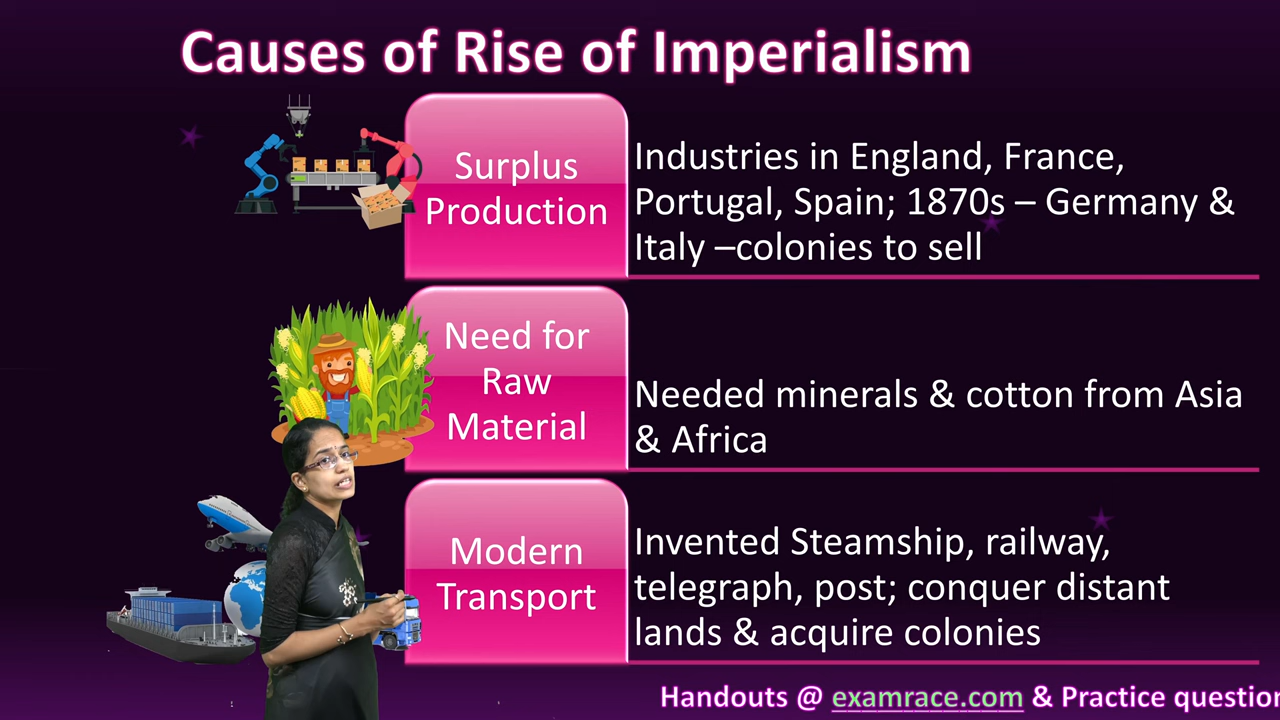 Causes of Rise of Imperialism
Surplus
Production
Industries in England, France,
Portugal, Spain; 1870s – Germany &
Italy –colonies to sell
Need for
Raw
Material
Needed minerals & cotton from Asia
& Africa
Modern
Transport
Invented Steamship, railway,
telegraph, post; conquer distant
lands & acquire colonies
Handouts @ examrace.com & Practice question